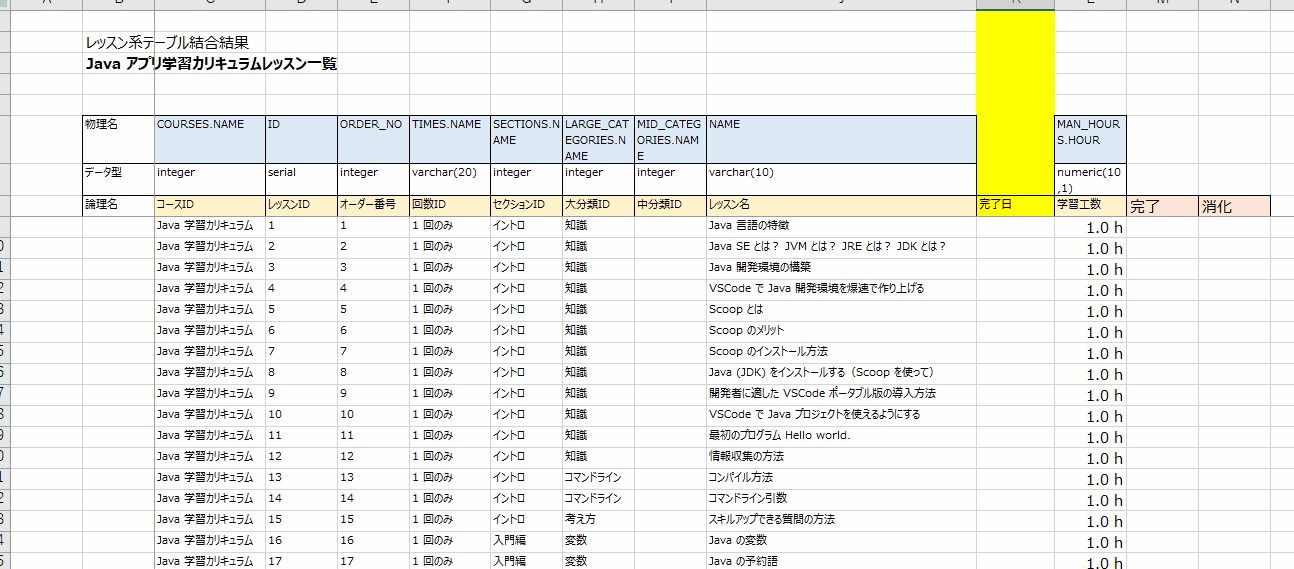 レッスン系テーブル結合結果
Java アプリ学習カリキュラムレッスン一覧
物理名 COURSES.NAME ID ORDER_NO TIMES.NAME SECTIONS.NAME LARGE_CATEGORIES.NAME MID_CATEGORIES.NAME NAME MAN_HOURS.HOUR
データ型 integer serial integer varchar(20) integer integer integer varchar(10) numeric(10,1)
論理名 コースID レッスンID オーダー番号 回数ID セクションID 大分類ID 中分類ID レッスン名 完了日 学習工数 完了 消化
Java 学習カリキュラム 1 1 1 回のみ イントロ 知識 Java 言語の特徴 1.0 h
Java 学習カリキュラム 2 2 1 回のみ イントロ 知識 Java SE とは? JVM とは? JRE とは? JDK とは? 1.0 h
Java 学習カリキュラム 3 3 1 回のみ イントロ 知識 Java 開発環境の構築 1.0 h
Java 学習カリキュラム 4 4 1 回のみ イントロ 知識 VSCode で Java 開発環境を爆速で作り上げる 1.0 h
Java 学習カリキュラム 5 5 1 回のみ イントロ 知識 Scoop とは 1.0 h
Java 学習カリキュラム 6 6 1 回のみ イントロ 知識 Scoop のメリット 1.0 h
Java 学習カリキュラム 7 7 1 回のみ イントロ 知識 Scoop のインストール方法 1.0 h
Java 学習カリキュラム 8 8 1 回のみ イントロ 知識 Java (JDK) をインストールする（Scoop を使って） 1.0 h
Java 学習カリキュラム 9 9 1 回のみ イントロ 知識 開発者に適した VSCode ポータブル版の導入方法 1.0 h
Java 学習カリキュラム 10 10 1 回のみ イントロ 知識 VSCode で Java プロジェクトを使えるようにする 1.0 h
Java 学習カリキュラム 11 11 1 回のみ イントロ 知識 最初のプログラム Hello world. 1.0 h
Java 学習カリキュラム 12 12 1 回のみ イントロ 知識 情報収集の方法 1.0 h
Java 学習カリキュラム 13 13 1 回のみ イントロ コマンドライン コンパイル方法 1.0 h
Java 学習カリキュラム 14 14 1 回のみ イントロ コマンドライン コマンドライン引数 1.0 h
Java 学習カリキュラム 15 15 1 回のみ イントロ 考え方 スキルアップできる質問の方法 1.0 h
Java 学習カリキュラム 16 16 1 回のみ 入門編 変数 Java の変数 1.0 h
Java 学習カリキュラム 17 17 1 回のみ 入門編 変数 Java の予約語 1.0 h